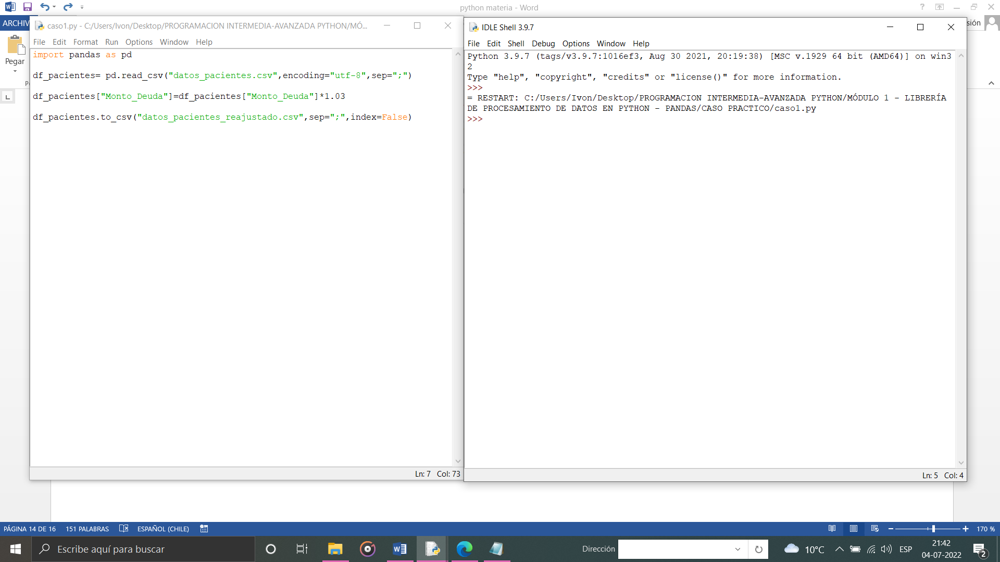 python materia - Word
ARCHIV
sión
Pegar
P
caso1.py - C:/Users/Ivon/Desktop/PROGRAMACION INTERMEDIA-AVANZADA PYTHON/MÓ...
File Edit Format Run Options Window Help
import pandas as pd
df_pacientes= pd.read_csv("datos_pacientes.csv",encoding="utf-8",sep=";")
df_pacientes["Monto_Deuda"]=df_pacientes["Monto_Deuda"]*1.03
df_pacientes.to_csv("datos_pacientes_reajustado.csv",sep=";",index=False)
Ln: 7 Col: 73
IDLE Shell 3.9.7
File Edit Shell Debug Options Window Help
Python 3.9.7 (tags/v3.9.7:1016ef3, Aug 30 2021, 20:19:38) [MSC v.1929 64 bit (AMD64)] on win3
2
Type "help", "copyright", "credits" or "license()" for more information.
>>>
= RESTART: C:/Users/Ivon/Desktop/PROGRAMACION INTERMEDIA-AVANZADA PYTHON/MÓDULO 1 - LIBRERÍA
DE PROCESAMIENTO DE DATOS EN PYTHON - PANDAS/CASO PRACTICO/caso1.py
>>>
Ln: 5 Col: 4
PÁGINA 14 DE 16 151 PALABRAS ESPAÑOL (CHILE) 170 %
Escribe aquí para buscar
Dirección
10°C
ESP
21:42
04-07-2022
2